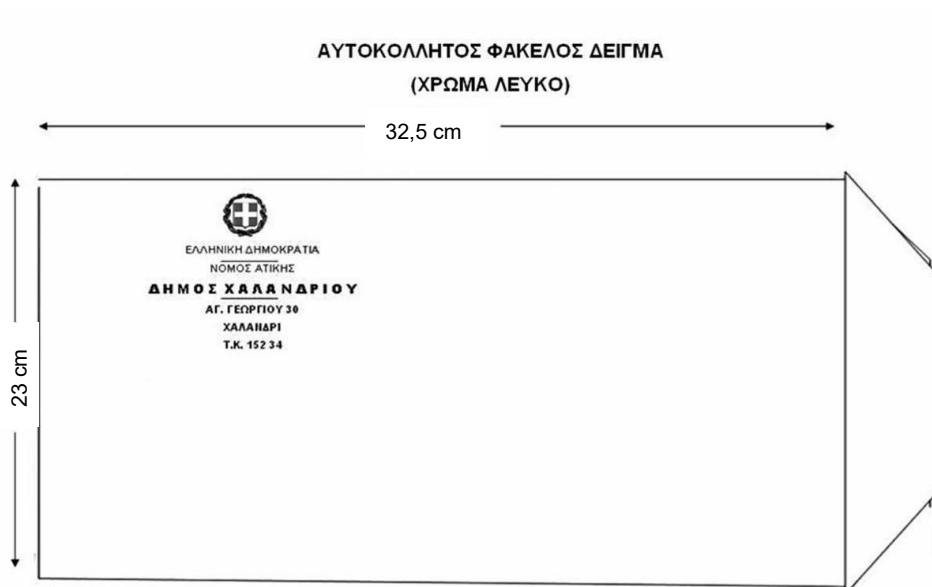 ΑΥΤΟΚΟΛΛΗΤΟΣ ΦΑΚΕΛΟΣ ΔΕΙΓΜΑ
(ΧΡΩΜΑ ΛΕΥΚΟ)
32,5 cm
ΕΛΛΗΝΙΚΗ ΔΗΜΟΚΡΑΤΙΑ
ΝΟΜΟΣ ΑΤΙΚΗΣ
ΔΗΜΟΣ ΧΑΛΑΝΔΡΙΟΥ
ΑΓ. ΓΕΩΡΓΙΟΥ 30
ΧΑΛΑΝΔΡΙ
Τ.Κ. 152 34
23 cm